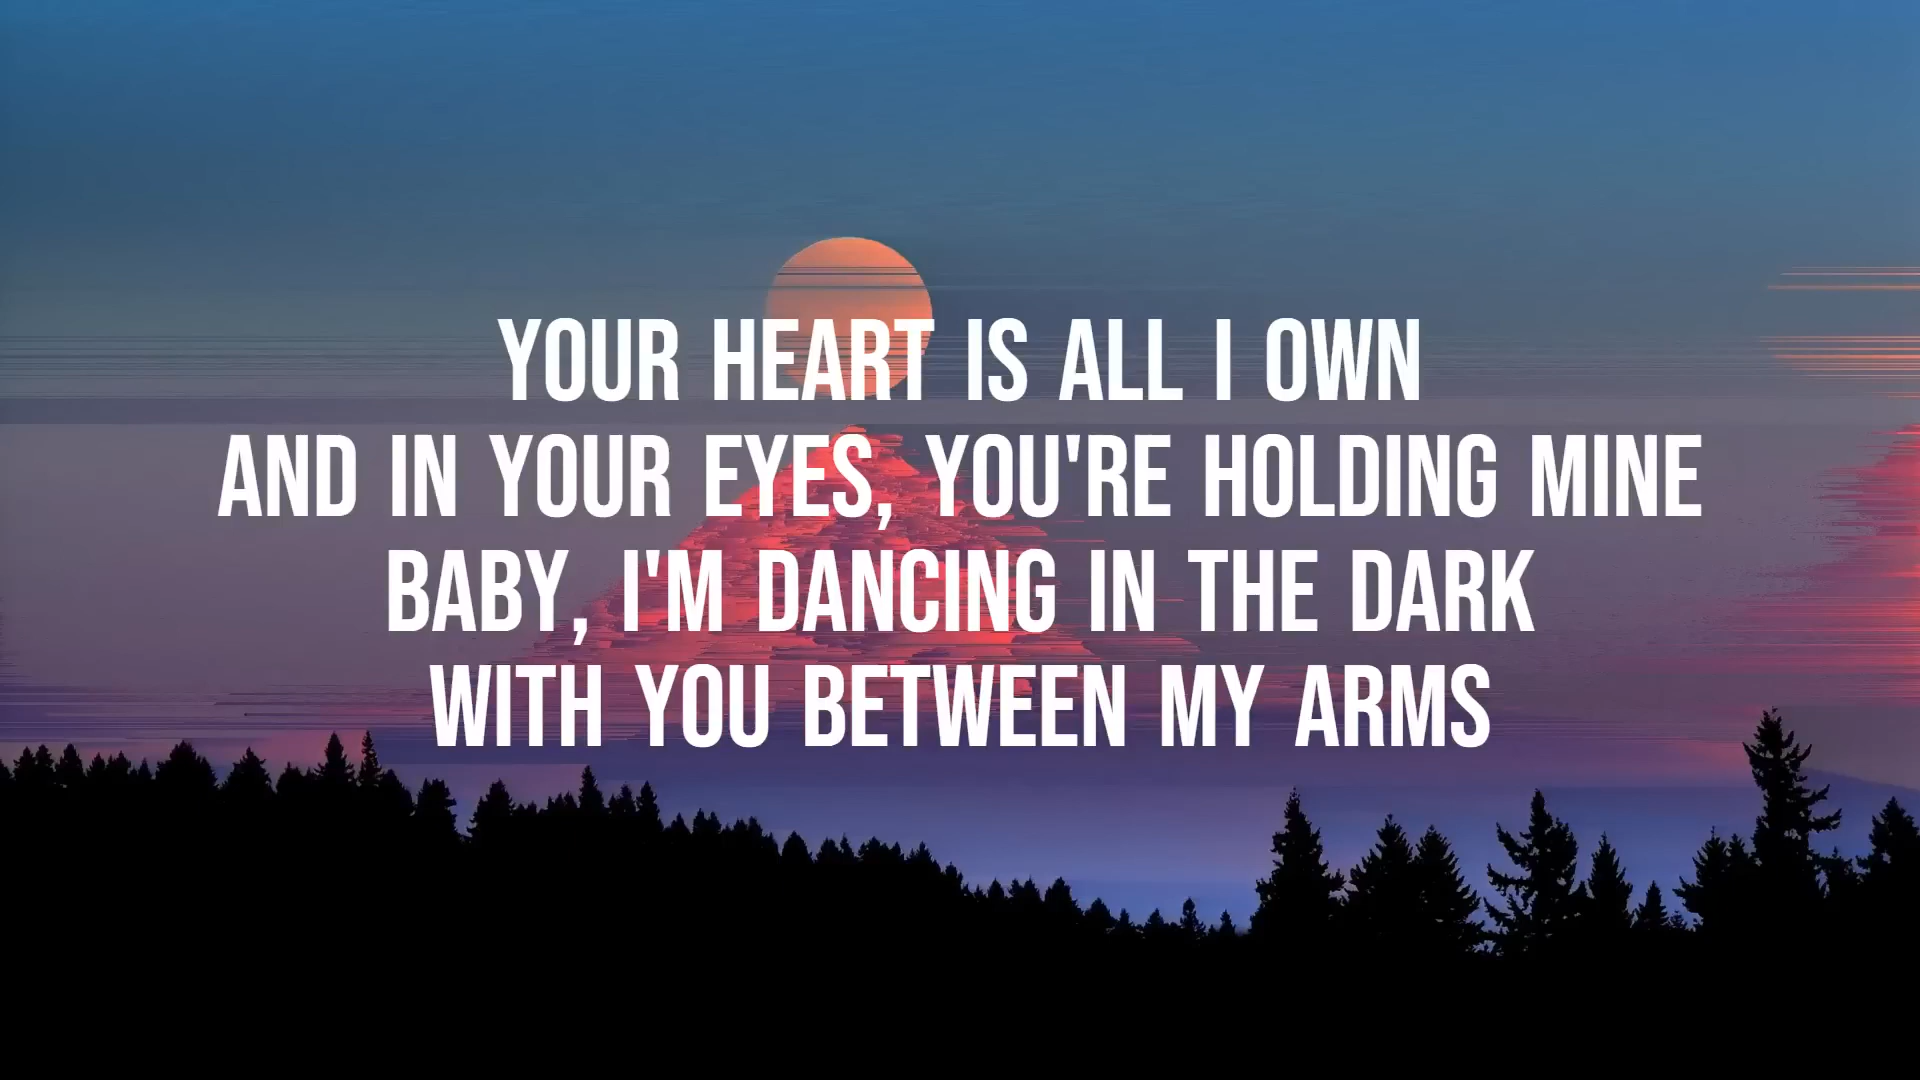 YOUR HEART IS ALL I OWN
AND IN YOUR EYES, YOU'RE HOLDING MINE
BABY, I'M DANCING IN THE DARK
WITH YOU BETWEEN MY ARMS